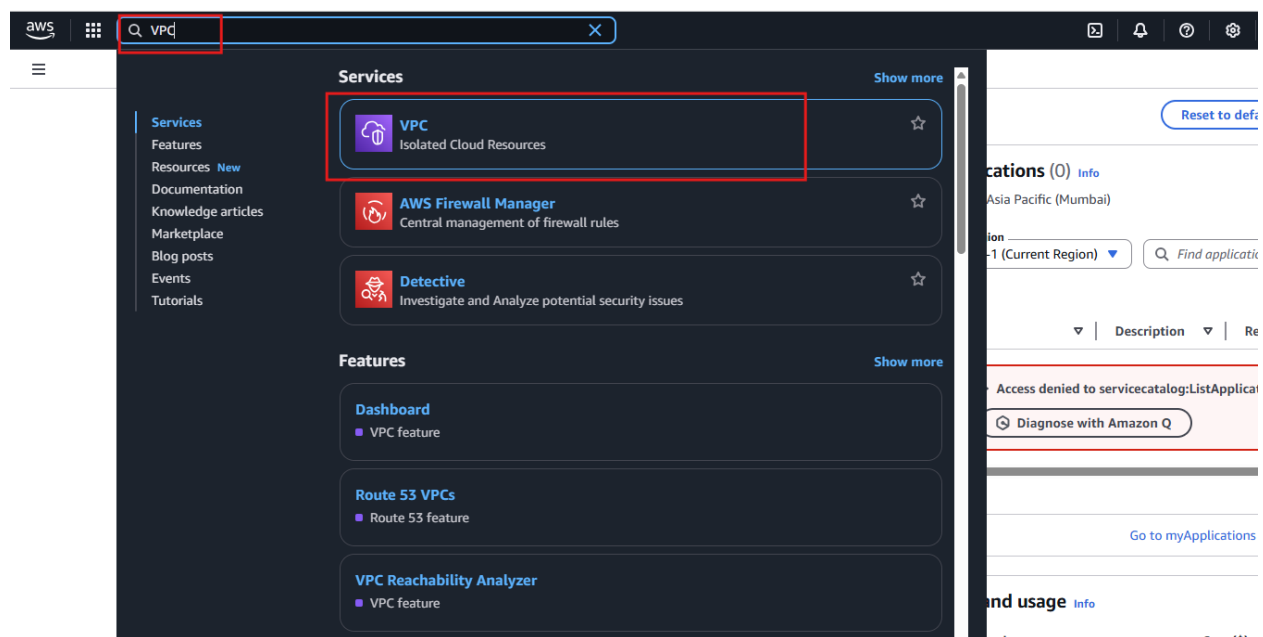 aws
VPC
Services
Show more
Services
Features
Resources New
Documentation
Knowledge articles
Marketplace
Blog posts
Events
Tutorials
VPC
Isolated Cloud Resources
AWS Firewall Manager
Central management of firewall rules
Detective
Investigate and Analyze potential security issues
Features
Show more
Dashboard
VPC feature
Route 53 VPCs
Route 53 feature
VPC Reachability Analyzer
VPC feature
Reset to defa
cations (0) Info
Asia Pacific (Mumbai)
ion
-1 (Current Region)
Find applicatio
Description
Re
Access denied to servicecatalog:ListApplicat
Diagnose with Amazon Q
Go to myApplications
and usage Info